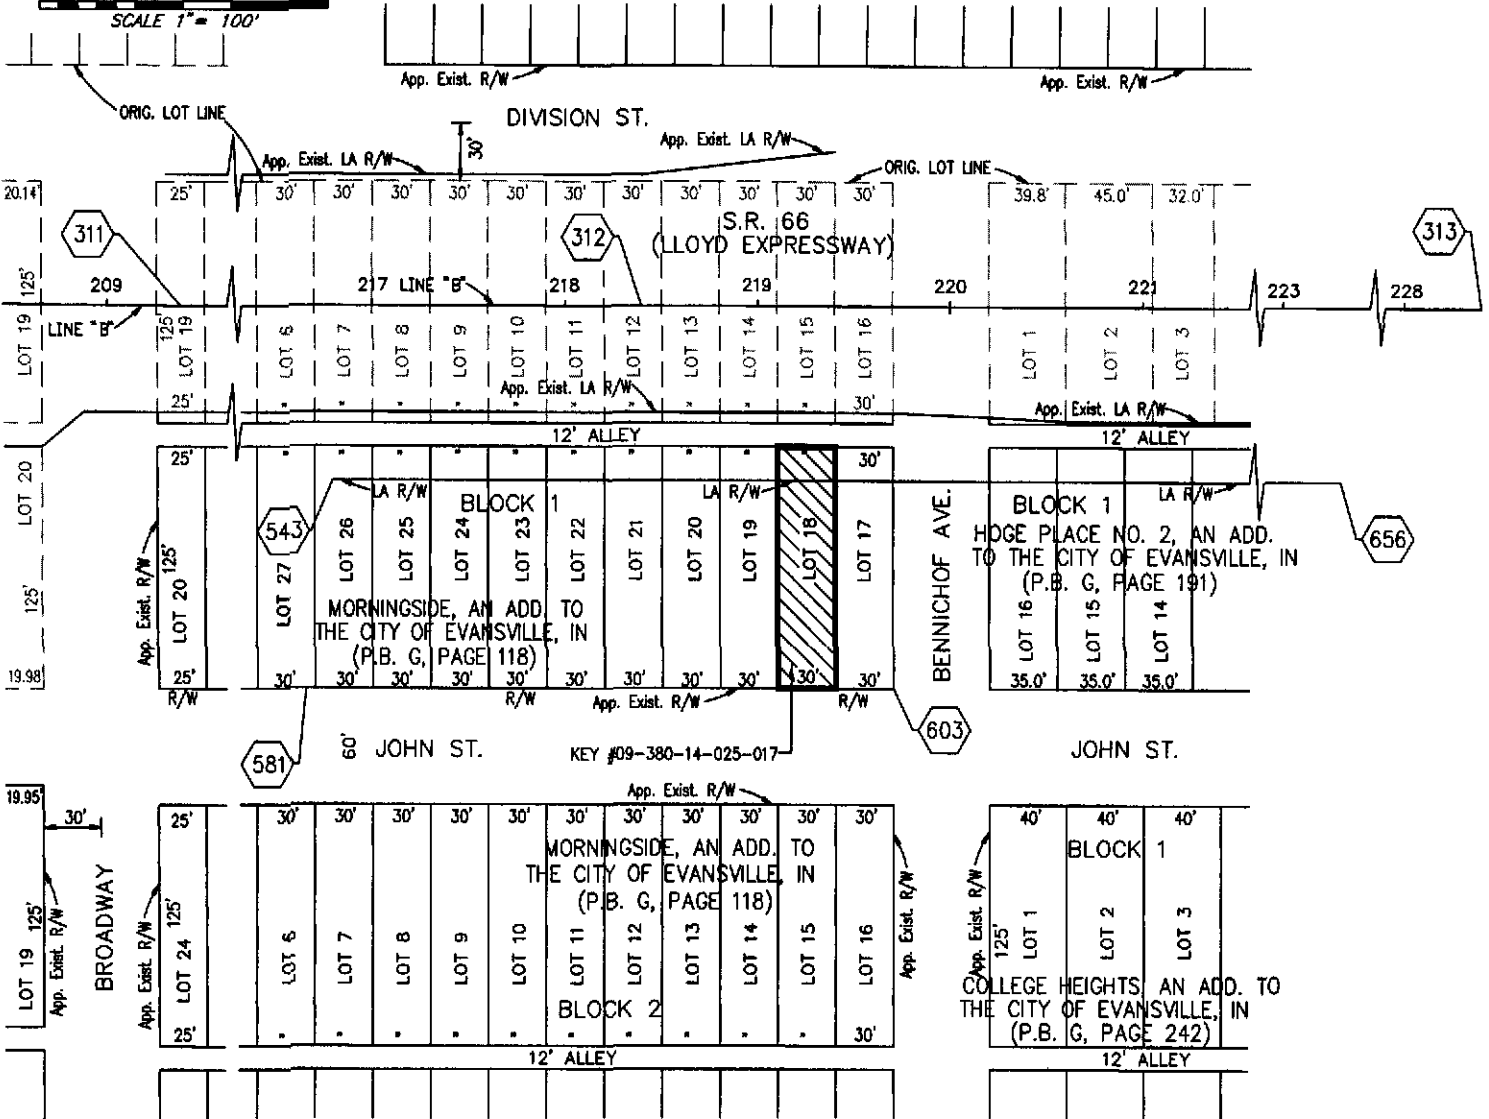 SCALE 1"= 100'
App. Exist. R/W
App. Exist. R/W
ORIG. LOT LINE
DIVISION ST.
30'
App. Exist. LA R/W
App. Exist. LA R/W
ORIG. LOT LINE
20.14'
25'
30'
30'
30'
30'
30'
30'
30'
30'
30'
30'
30'
39.8'
45.0'
32.0'
S.R. 66
(LLOYD EXPRESSWAY)
311
312
313
125'
209
217 LINE "B"
218
219
220
221
223
228
LINE "B"
LOT 19
125'
LOT 19
LOT 6
LOT 7
LOT 8
LOT 9
LOT 10
LOT 11
LOT 12
LOT 13
LOT 14
LOT 15
LOT 16
LOT 1
LOT 2
LOT 3
App. Exist. LA R/W
25'
" " " " " " " " "
30'
App. Exist. LA R/W
12' ALLEY
12' ALLEY
25'
" " " " " " " " " "
30'
LA R/W
LA R/W
LA R/W
BLOCK 1
BLOCK 1
HOGE PLACE NO. 2, AN ADD.
TO THE CITY OF EVANSVILLE, IN
(P.B. G, PAGE 191)
543
656
LOT 20
125'
App. Exist. R/W
125'
LOT 20
LOT 27
LOT 26
LOT 25
LOT 24
LOT 23
LOT 22
LOT 21
LOT 20
LOT 19
LOT 18
LOT 17
BENNICHOF AVE.
LOT 16
LOT 15
LOT 14
MORNINGSIDE, AN ADD. TO
THE CITY OF EVANSVILLE, IN
(P.B. G, PAGE 118)
19.98
25'
30'
30'
30'
30'
30'
30'
30'
30'
30'
30'
30'
35.0'
35.0'
35.0'
R/W
R/W
App. Exist. R/W
R/W
581
603
60'
JOHN ST.
KEY #09-380-14-025-017
JOHN ST.
App. Exist. R/W
19.95'
30'
25'
30'
30'
30'
30'
30'
30'
30'
30'
30'
30'
30'
40'
40'
40'
MORNINGSIDE, AN ADD. TO
THE CITY OF EVANSVILLE, IN
(P.B. G, PAGE 118)
BLOCK 1
LOT 19
125'
App. Exist. R/W
BROADWAY
App. Exist. R/W
LOT 24
125'
LOT 6
LOT 7
LOT 8
LOT 9
LOT 10
LOT 11
LOT 12
LOT 13
LOT 14
LOT 15
LOT 16
App. Exist. R/W
App. Exist. R/W
125'
LOT 1
LOT 2
LOT 3
COLLEGE HEIGHTS, AN ADD. TO
THE CITY OF EVANSVILLE, IN
(P.B. G, PAGE 242)
BLOCK 2
25'
" " " " " " " " " "
30'
12' ALLEY
12' ALLEY